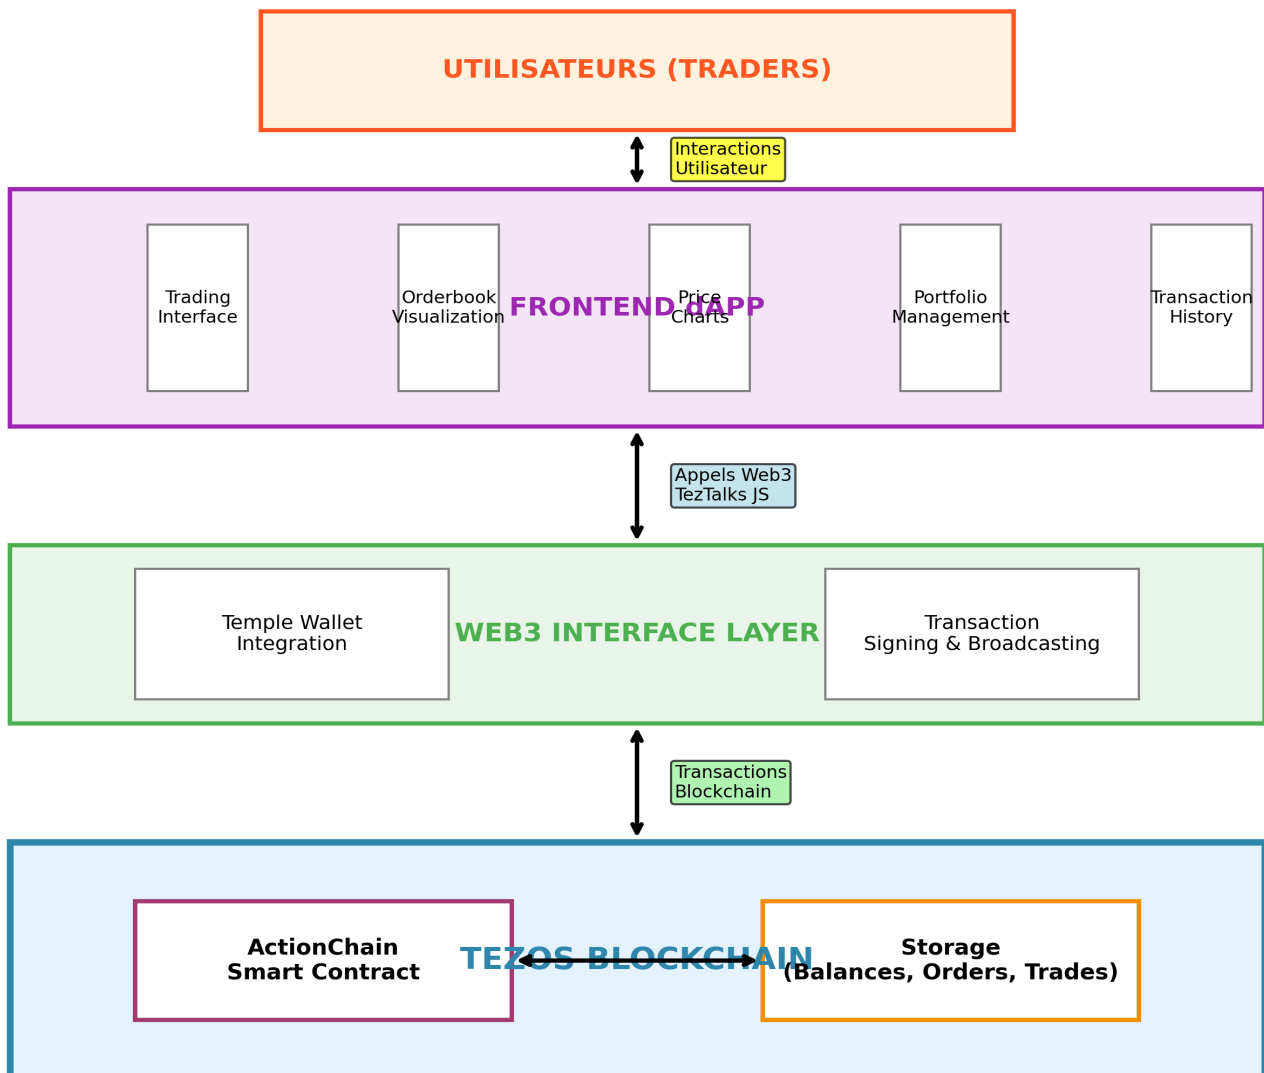 UTILISATEURS (TRADERS)
Interactions
Utilisateur
FRONTEND dAPP
Trading
Interface
Orderbook
Visualization
Price
Charts
Portfolio
Management
Transaction
History
Appels Web3
TezTalks JS
WEB3 INTERFACE LAYER
Temple Wallet
Integration
Transaction
Signing & Broadcasting
Transactions
Blockchain
TEZOS BLOCKCHAIN
ActionChain
Smart Contract
Storage
(Balances, Orders, Trades)